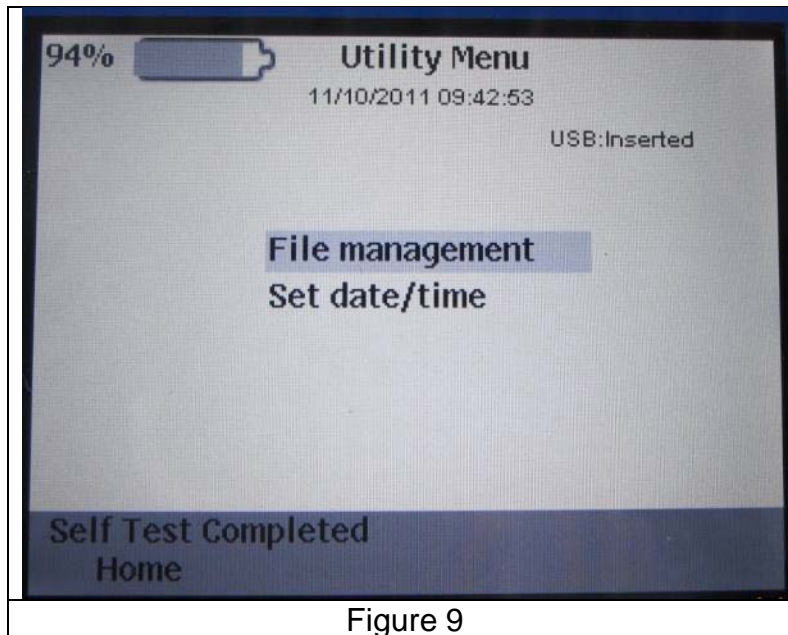 94% Utility Menu
11/10/2011 09:42:53
USB:Inserted
File management
Set date/time
Self Test Completed
Home
Figure 9